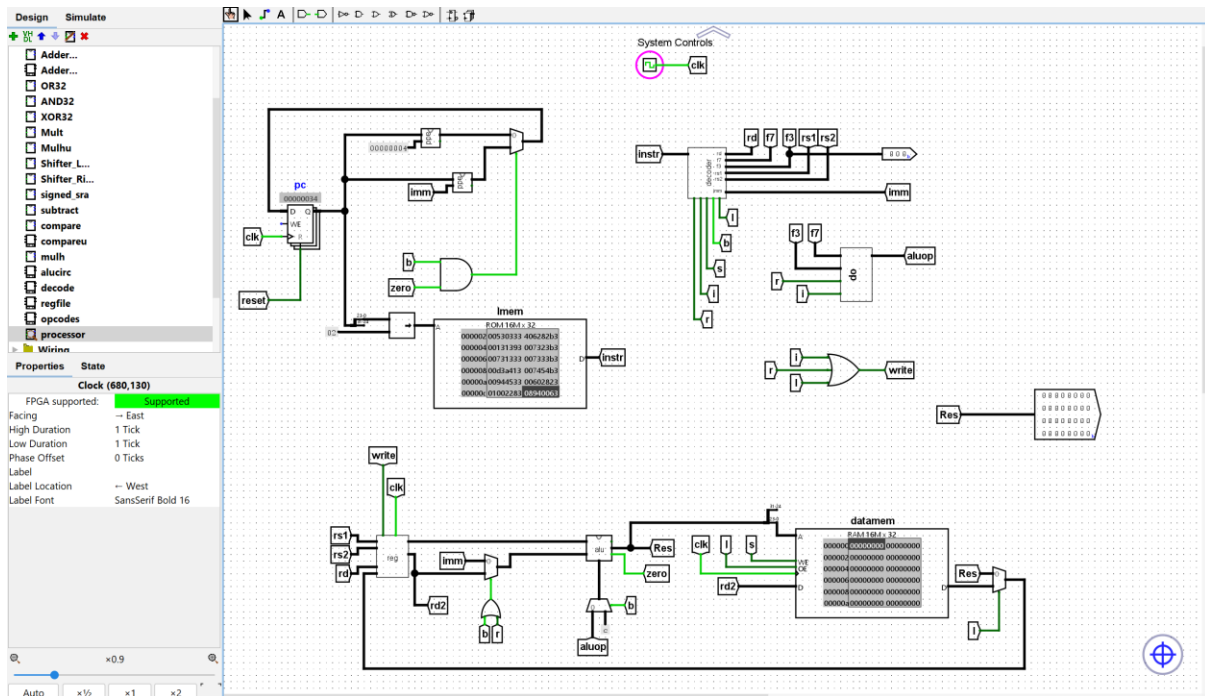 Design Simulate
VH
DL
A
Adder...
Adder...
OR32
AND32
XOR32
Mult
Mulhu
Shifter_L...
Shifter_Ri...
signed_sra
subtract
compare
compareu
mulh
alucirc
decode
regfile
opcodes
processor
Wiring
Properties State
Clock (680,130)
FPGA supported: Supported
Facing → East
High Duration 1 Tick
Low Duration 1 Tick
Phase Offset 0 Ticks
Label
Label Location ← West
Label Font SansSerif Bold 16
×0.9
Auto ×½ ×1 ×2
System Controls
clk
00000004
imm
pc
00000034
D Q
WE
R
clk
reset
b
zero
02
Imem
ROM 16M x 32
A
000002 00530333 406282b3
000004 00131393 007323b3
000006 00731333 007333b3
000008 00d3a413 007454b3
00000a 00944533 00602823
00000c 01002283 08940063
D
instr
instr
decoder
rd f7 f3 rs1 rs2
imm
l
b
s
i
r
f3 f7
r
i
do
aluop
i
r
l
write
Res
write
clk
rs1
rs2
rd
reg
imm
rd2
b r
alu
Res
zero
b
c
aluop
clk l s
rd2
datamem
RAM 16M x 32
A
WE
OE
D
000000 00000000 00000000
000002 00000000 00000000
000004 00000000 00000000
000006 00000000 00000000
000008 00000000 00000000
00000a 00000000 00000000
D
Res
l